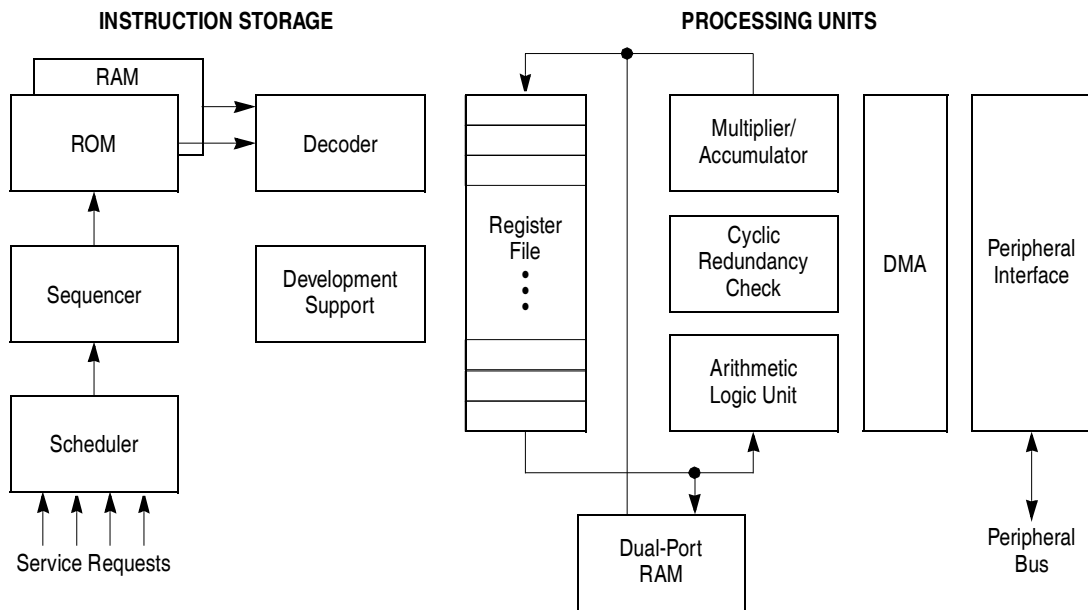 INSTRUCTION STORAGE
PROCESSING UNITS
RAM
ROM
Decoder
Sequencer
Development
Support
Scheduler
Service Requests
Register
File
Multiplier/
Accumulator
Cyclic
Redundancy
Check
Arithmetic
Logic Unit
DMA
Peripheral
Interface
Dual-Port
RAM
Peripheral
Bus